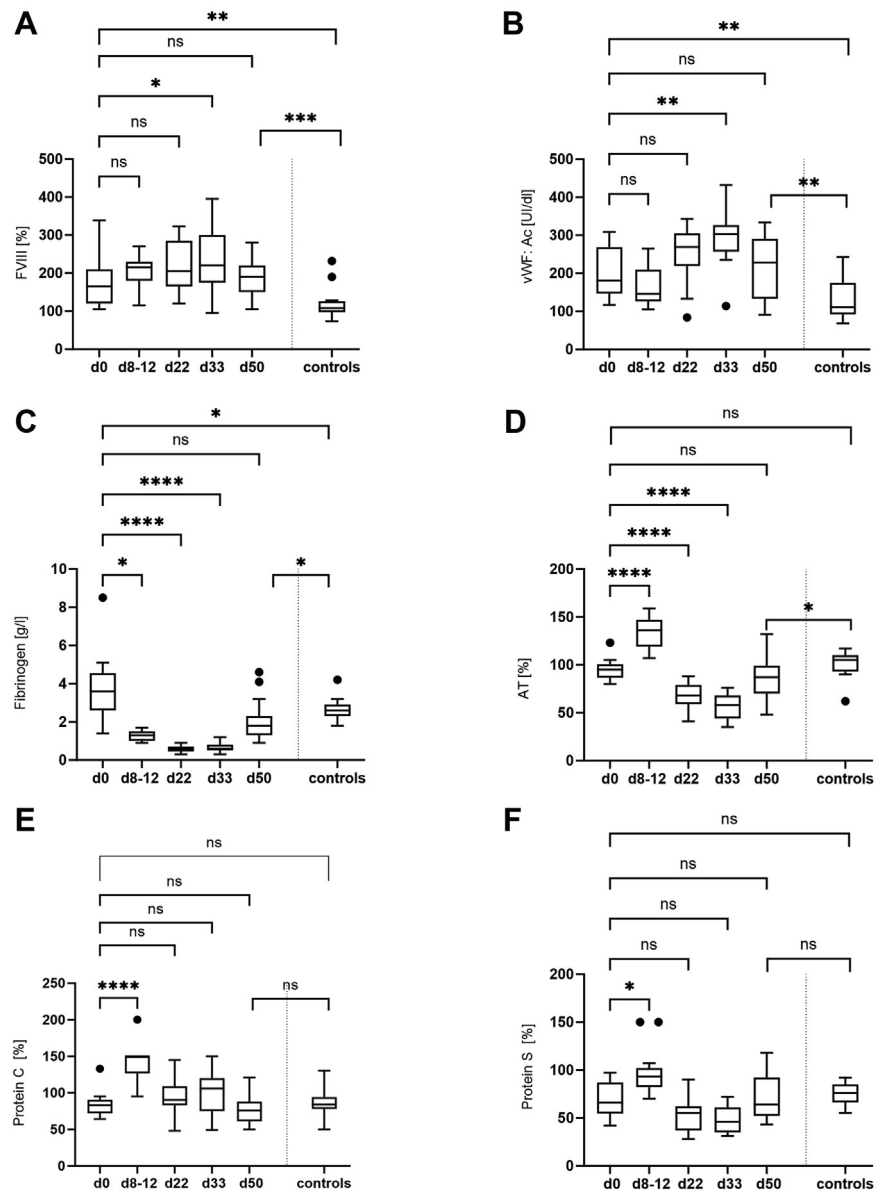 A
**
ns
*
ns
***
ns
500
400
300
200
100
0
FVIII [%]
d0 d8-12 d22 d33 d50 controls
B
**
ns
**
ns
**
ns
500
400
300
200
100
0
vWF: Ac [UI/dl]
d0 d8-12 d22 d33 d50 controls
C
*
ns
****
****
*
*
10
8
6
4
2
0
Fibrinogen [g/l]
d0 d8-12 d22 d33 d50 controls
D
ns
ns
****
****
****
*
200
150
100
50
0
AT [%]
d0 d8-12 d22 d33 d50 controls
E
ns
ns
ns
ns
****
ns
250
200
150
100
50
0
Protein C [%]
d0 d8-12 d22 d33 d50 controls
F
ns
ns
ns
ns
ns
*
200
150
100
50
0
Protein S [%]
d0 d8-12 d22 d33 d50 controls